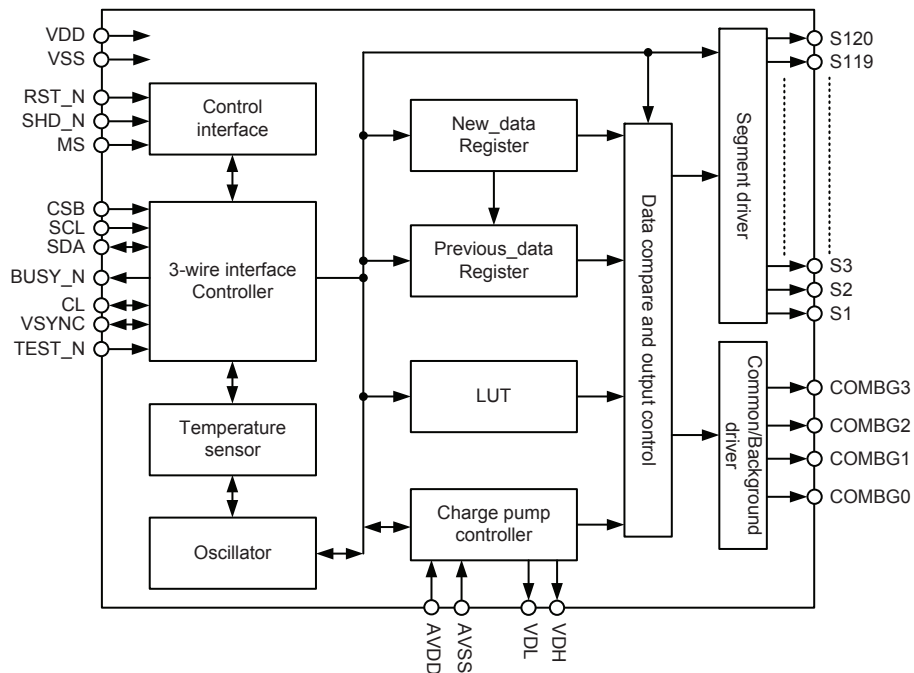 VDD
VSS
RST_N
SHD_N
MS
CSB
SCL
SDA
BUSY_N
CL
VSYNC
TEST_N
Control
interface
3-wire interface
Controller
Temperature
sensor
Oscillator
New_data
Register
Previous_data
Register
LUT
Charge pump
controller
Data compare and output control
Segment driver
Common/Background
driver
S120
S119
S3
S2
S1
COMBG3
COMBG2
COMBG1
COMBG0
AVDD
AVSS
VDL
VDH